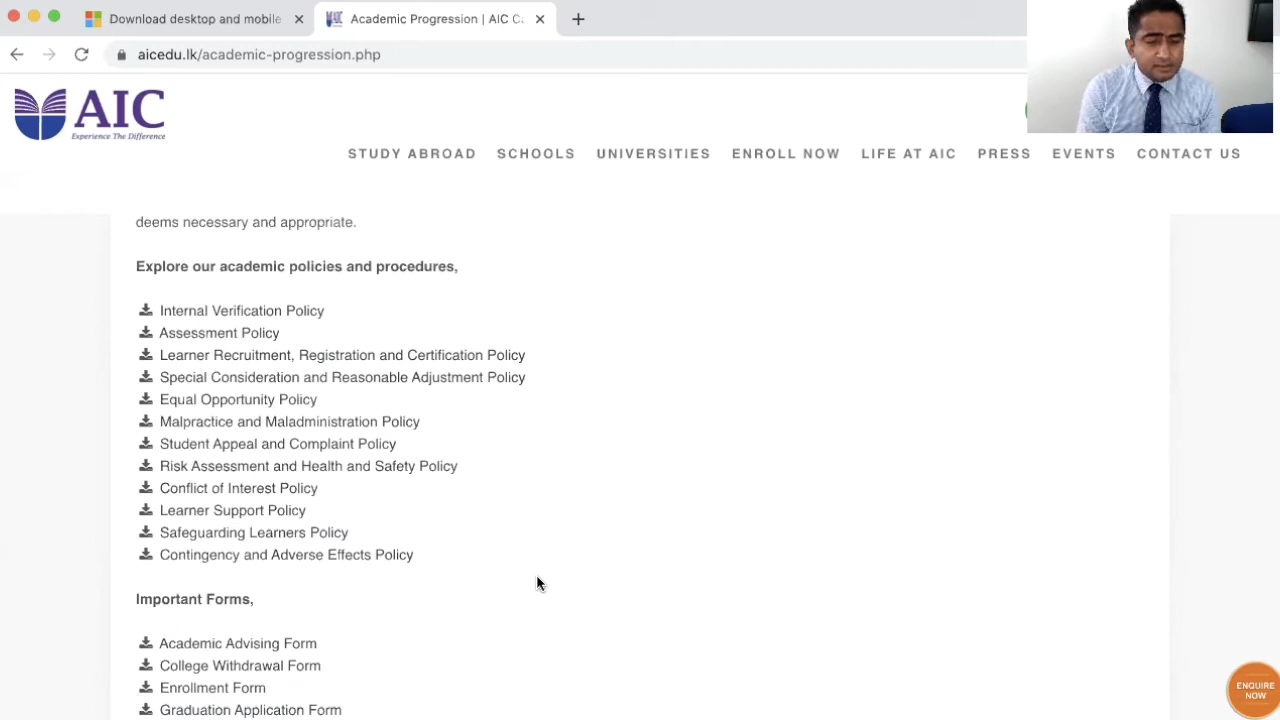 Download desktop and mobile
Academic Progression | AIC C
aicedu.lk/academic-progression.php
AIC
Experience The Difference
STUDY ABROAD SCHOOLS UNIVERSITIES ENROLL NOW LIFE AT AIC PRESS EVENTS CONTACT US
deems necessary and appropriate.
Explore our academic policies and procedures,
Internal Verification Policy
Assessment Policy
Learner Recruitment, Registration and Certification Policy
Special Consideration and Reasonable Adjustment Policy
Equal Opportunity Policy
Malpractice and Maladministration Policy
Student Appeal and Complaint Policy
Risk Assessment and Health and Safety Policy
Conflict of Interest Policy
Learner Support Policy
Safeguarding Learners Policy
Contingency and Adverse Effects Policy
Important Forms,
Academic Advising Form
College Withdrawal Form
Enrollment Form
Graduation Application Form
ENQUIRE
NOW